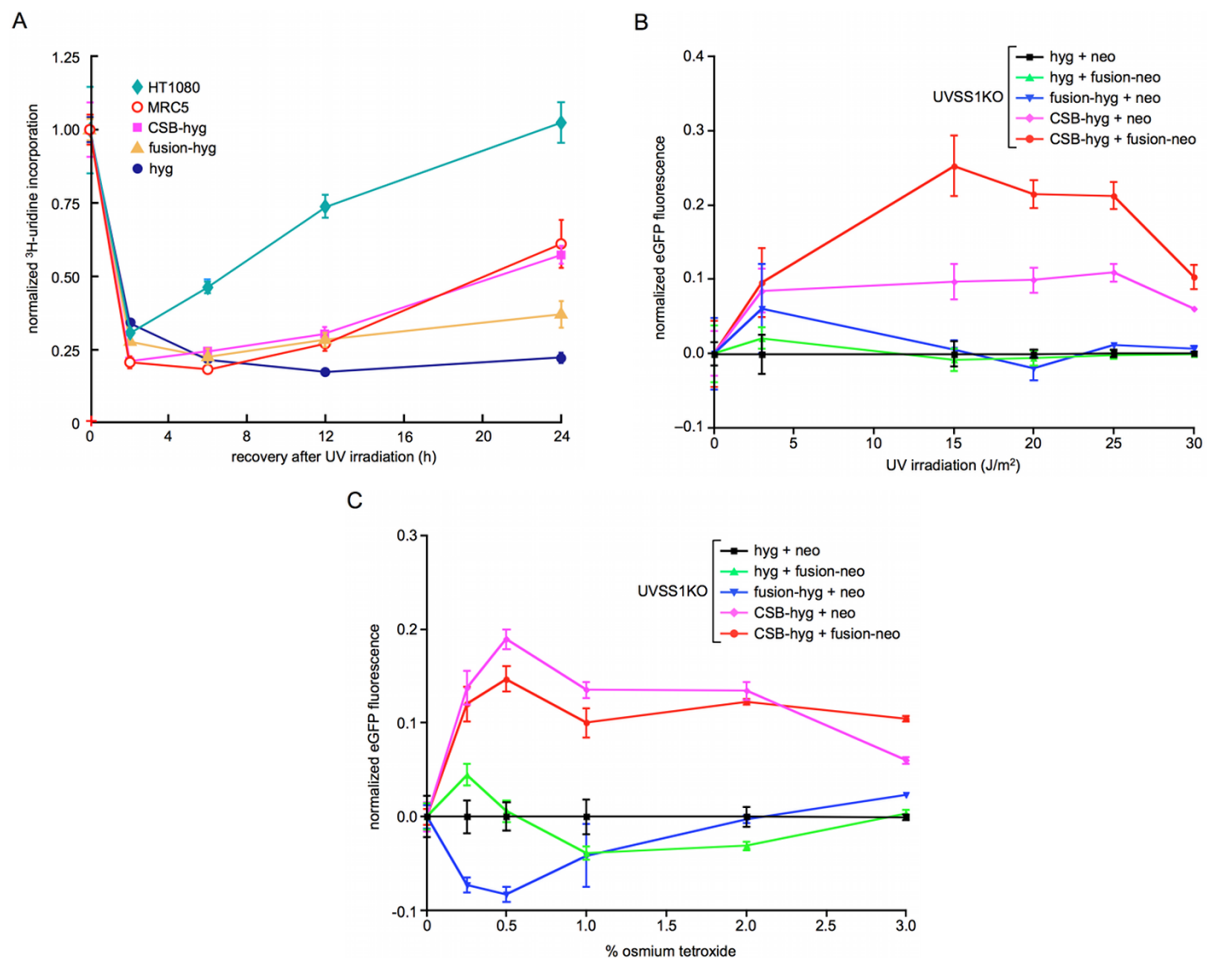 A
normalized ³H-uridine incorporation
1.25
1.00
0.75
0.50
0.25
0
HT1080
MRC5
CSB-hyg
fusion-hyg
hyg
0 4 8 12 16 20 24
recovery after UV irradiation (h)
B
normalized eGFP fluorescence
0.4
0.3
0.2
0.1
0.0
–0.1
UVSS1KO
hyg + neo
hyg + fusion-neo
fusion-hyg + neo
CSB-hyg + neo
CSB-hyg + fusion-neo
0 5 10 15 20 25 30
UV irradiation (J/m²)
C
normalized eGFP fluorescence
0.3
0.2
0.1
0.0
-0.1
UVSS1KO
hyg + neo
hyg + fusion-neo
fusion-hyg + neo
CSB-hyg + neo
CSB-hyg + fusion-neo
0 0.5 1.0 1.5 2.0 2.5 3.0
% osmium tetroxide